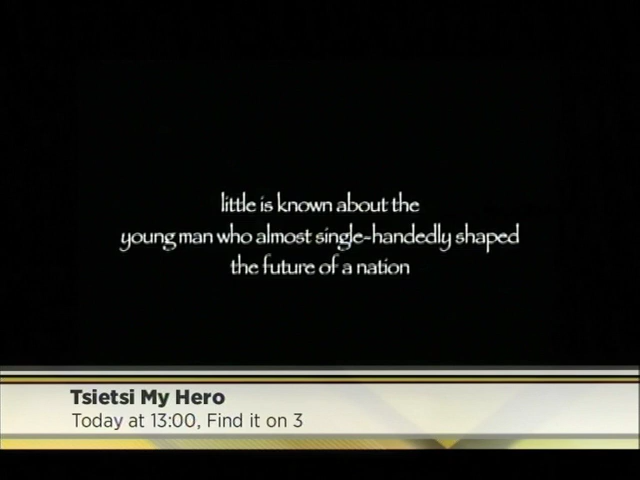 little is known about the
young man who almost single-handedly shaped
the future of a nation
Tsietsi My Hero
Today at 13:00, Find it on 3